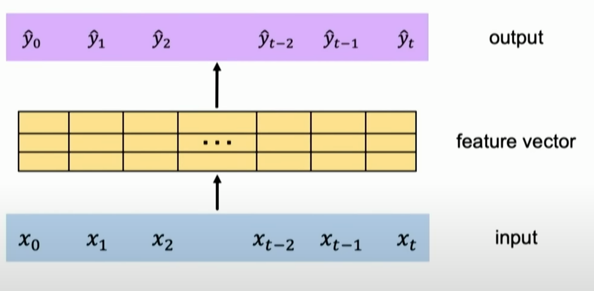 ŷ₀ ŷ₁ ŷ₂ ŷₜ₋₂ ŷₜ₋₁ ŷₜ output
... feature vector
x₀ x₁ x₂ xₜ₋₂ xₜ₋₁ xₜ input